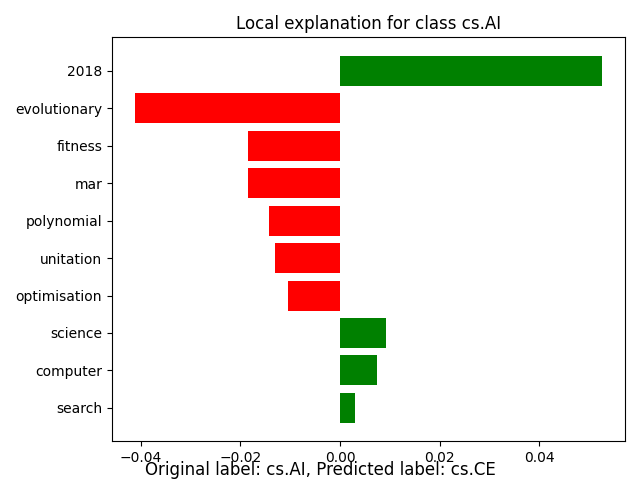 Local explanation for class cs.AI
2018
evolutionary
fitness
mar
polynomial
unitation
optimisation
science
computer
search
−0.04 −0.02 0.00 0.02 0.04
Original label: cs.AI, Predicted label: cs.CE